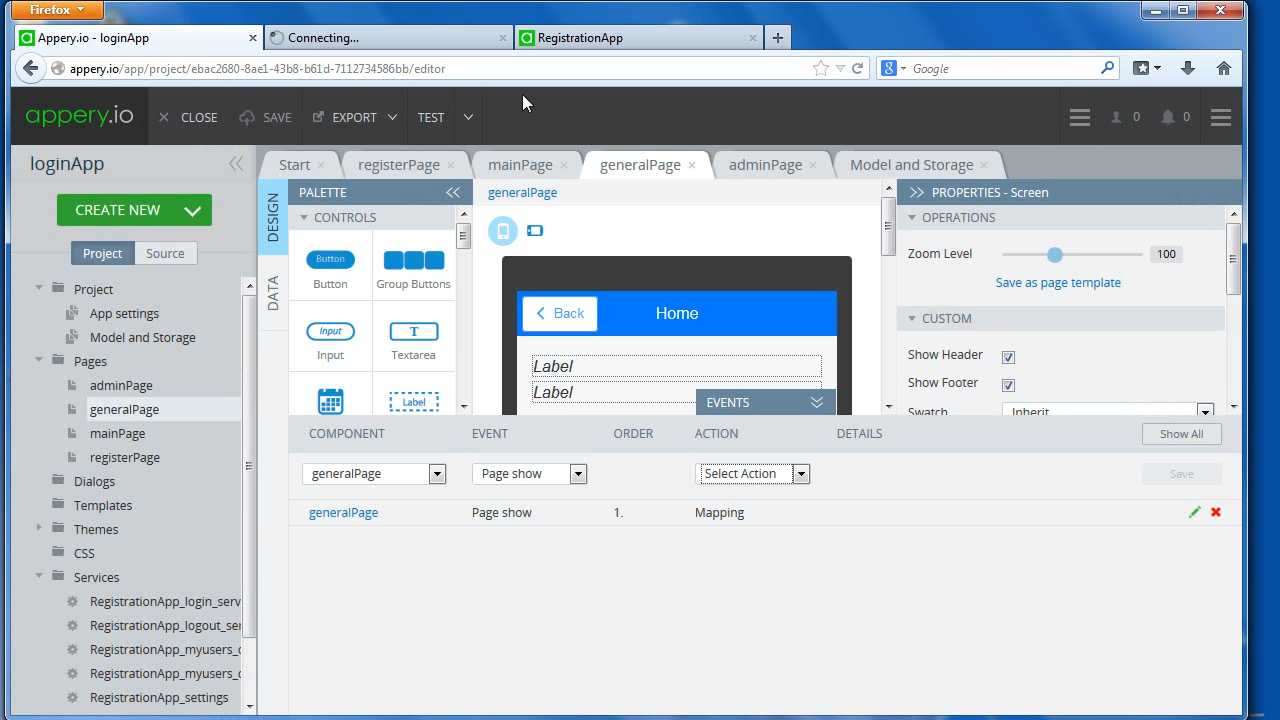 Firefox
Appery.io - loginApp
Connecting...
RegistrationApp
appery.io/app/project/ebac2680-8ae1-43b8-b61d-7112734586bb/editor
Google
appery.io
CLOSE
SAVE
EXPORT
TEST
0
0
loginApp
Start
registerPage
mainPage
generalPage
adminPage
Model and Storage
CREATE NEW
Project
Source
Project
App settings
Model and Storage
Pages
adminPage
generalPage
mainPage
registerPage
Dialogs
Templates
Themes
CSS
Services
RegistrationApp_login_serv
RegistrationApp_logout_se
RegistrationApp_myusers_
RegistrationApp_myusers_
RegistrationApp_settings
DESIGN
DATA
PALETTE
CONTROLS
Button
Button
Group Buttons
Input
Input
T
Textarea
Label
generalPage
Back
Home
Label
Label
EVENTS
PROPERTIES - Screen
OPERATIONS
Zoom Level
100
Save as page template
CUSTOM
Show Header
Show Footer
Swatch
Inherit
COMPONENT
EVENT
ORDER
ACTION
DETAILS
Show All
generalPage
Page show
Select Action
Save
generalPage
Page show
1.
Mapping